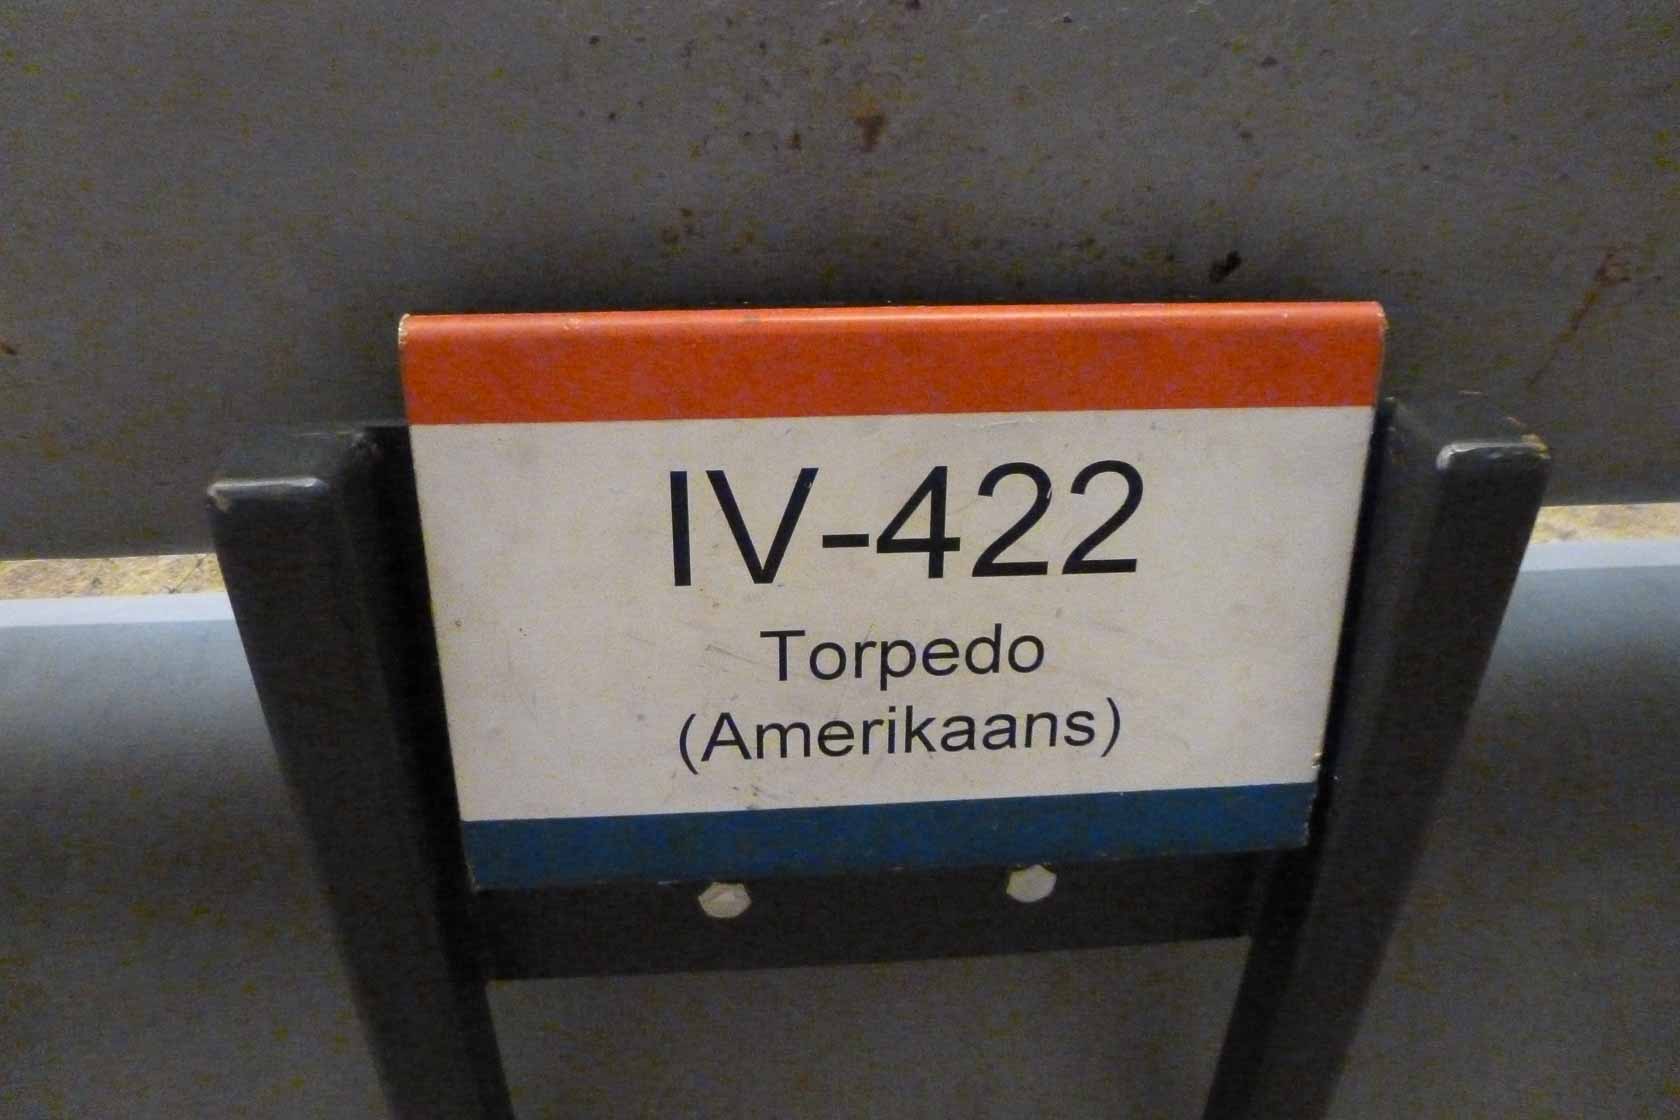 IV-422
Torpedo
(Amerikaans)